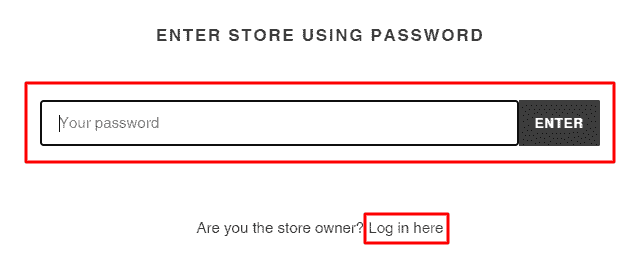 ENTER STORE USING PASSWORD
Your password ENTER
Are you the store owner? Log in here